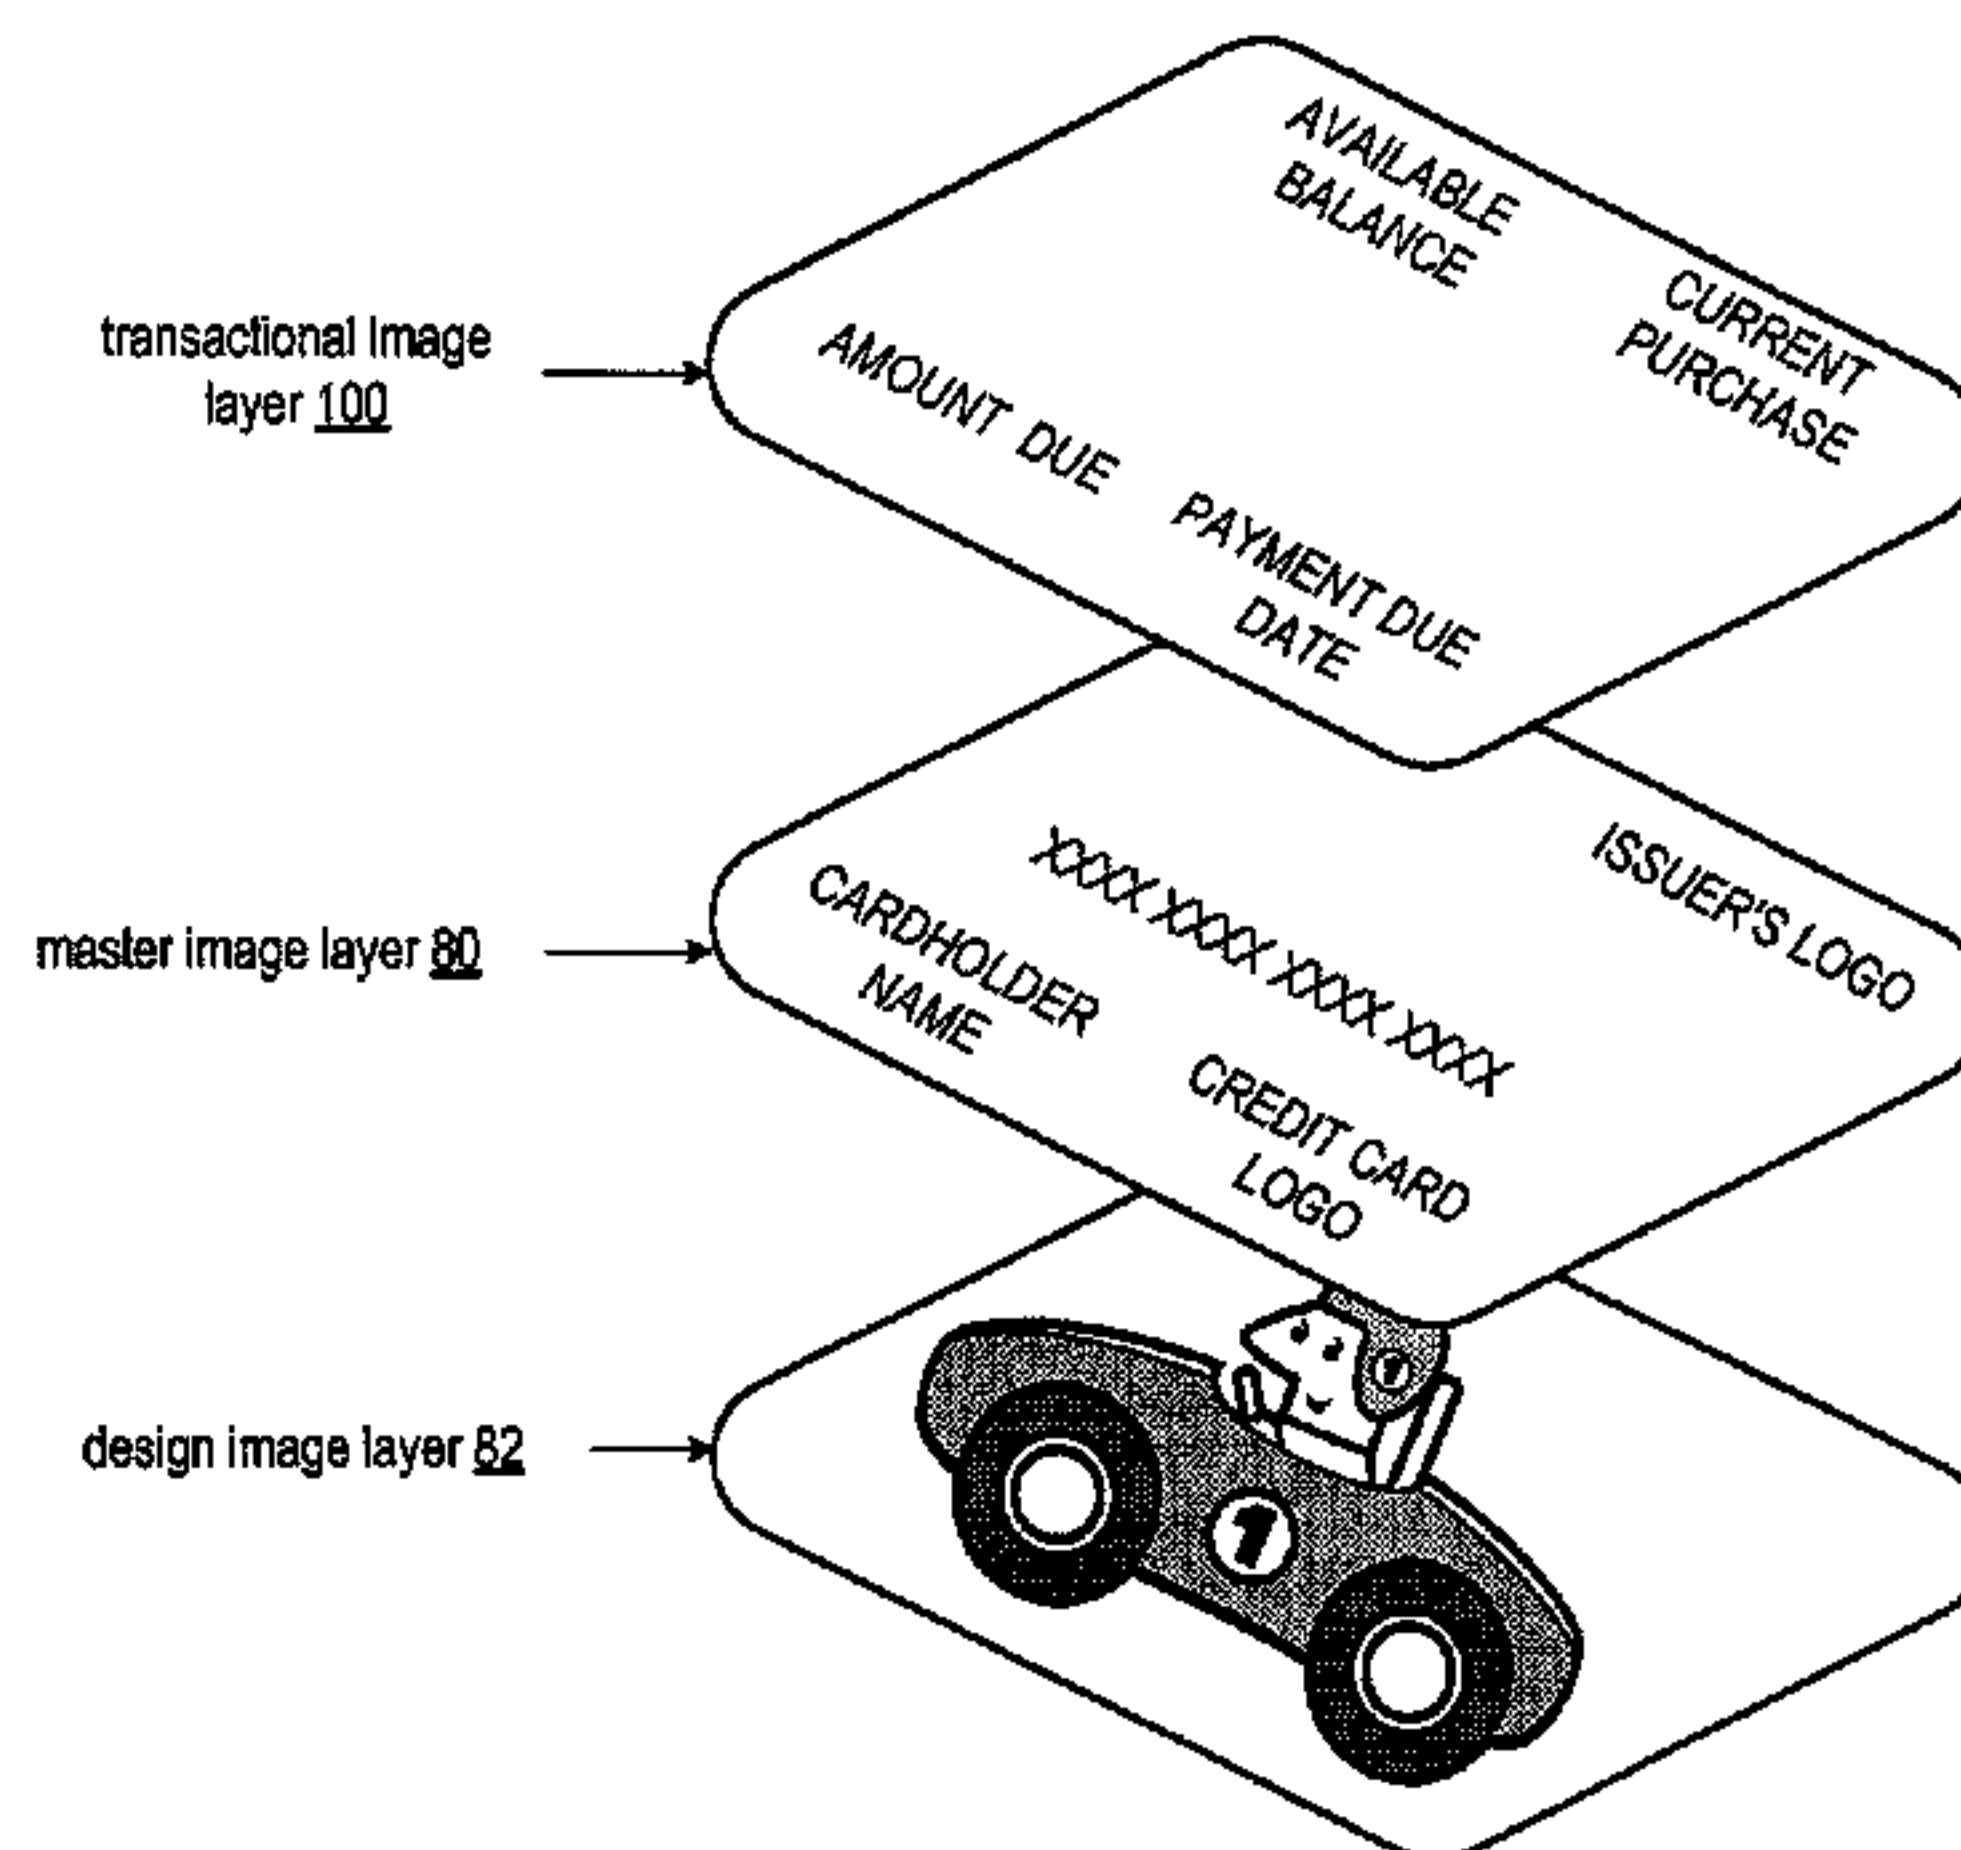 AVAILABLE
BALANCE
CURRENT
PURCHASE
transactional image
layer 100
AMOUNT DUE
PAYMENT DUE
DATE
ISSUER'S LOGO
XXXX XXXX XXXX XXXX
CARDHOLDER
NAME
master image layer 80
CREDIT CARD
LOGO
1
design image layer 82
1